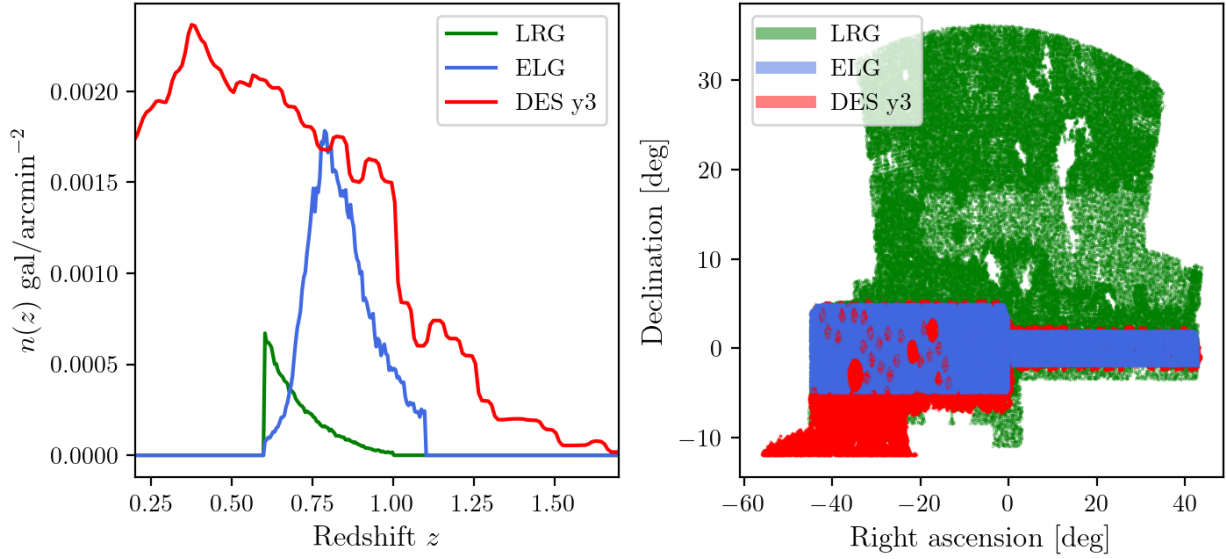 LRG
ELG
DES y3
0.0020
0.0015
0.0010
0.0005
0.0000
n(z) gal/arcmin⁻²
0.25 0.50 0.75 1.00 1.25 1.50
Redshift z
LRG
ELG
DES y3
30
20
10
0
−10
Declination [deg]
−60 −40 −20 0 20 40
Right ascension [deg]